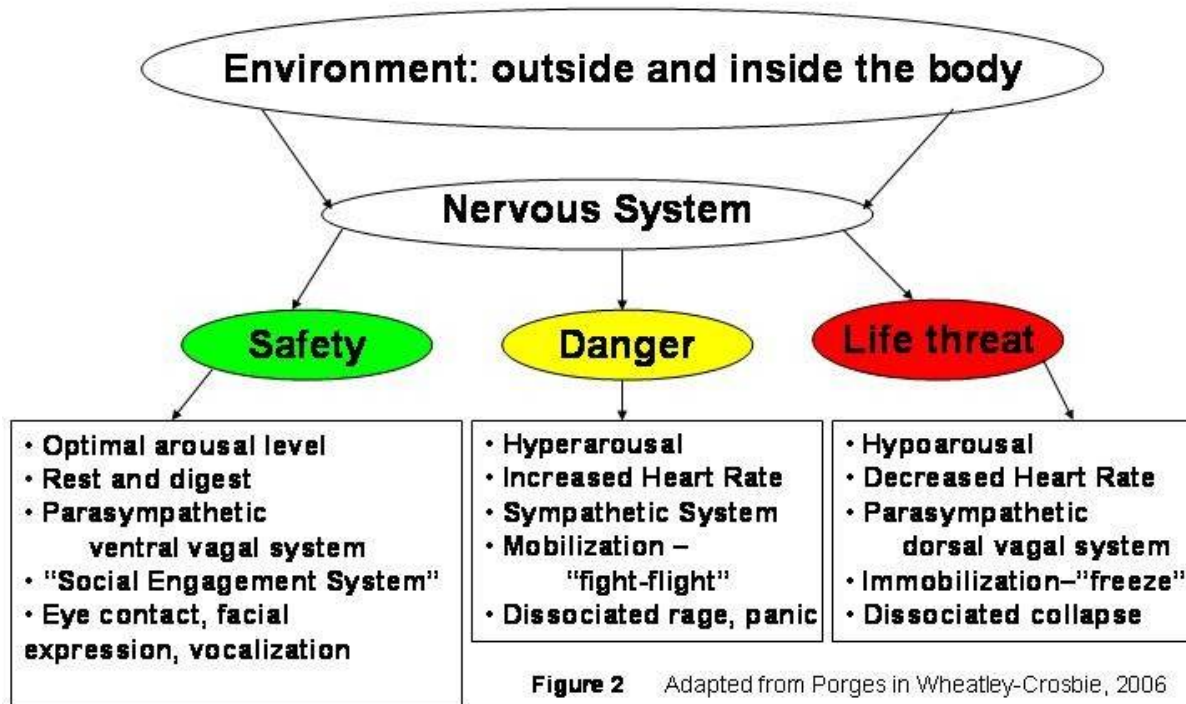 Environment: outside and inside the body
Nervous System
Safety
Danger
Life threat
• Optimal arousal level
• Rest and digest
• Parasympathetic
ventral vagal system
• "Social Engagement System"
• Eye contact, facial
expression, vocalization
• Hyperarousal
• Increased Heart Rate
• Sympathetic System
• Mobilization –
"fight-flight"
• Dissociated rage, panic
• Hypoarousal
• Decreased Heart Rate
• Parasympathetic
dorsal vagal system
• Immobilization–"freeze"
• Dissociated collapse
Figure 2 Adapted from Porges in Wheatley-Crosbie, 2006